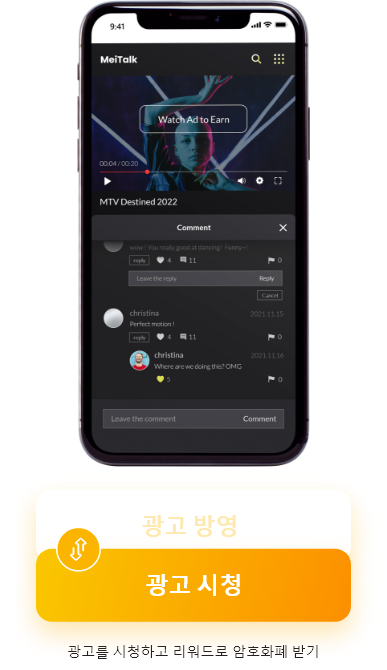 9:41
MeiTalk
Watch Ad to Earn
00:04 / 00:20
MTV Destined 2022
Comment
wow! You really good at dancing! Funny~!
reply 4 11 0
Leave the reply Reply
Cancel
christina 2021.11.15
Perfect motion !
reply 4 11 0
christina 2021.11.16
Where are we doing this? OMG
5 0
Leave the comment Comment
광고 방영
광고 시청
광고를 시청하고 리워드로 암호화폐 받기